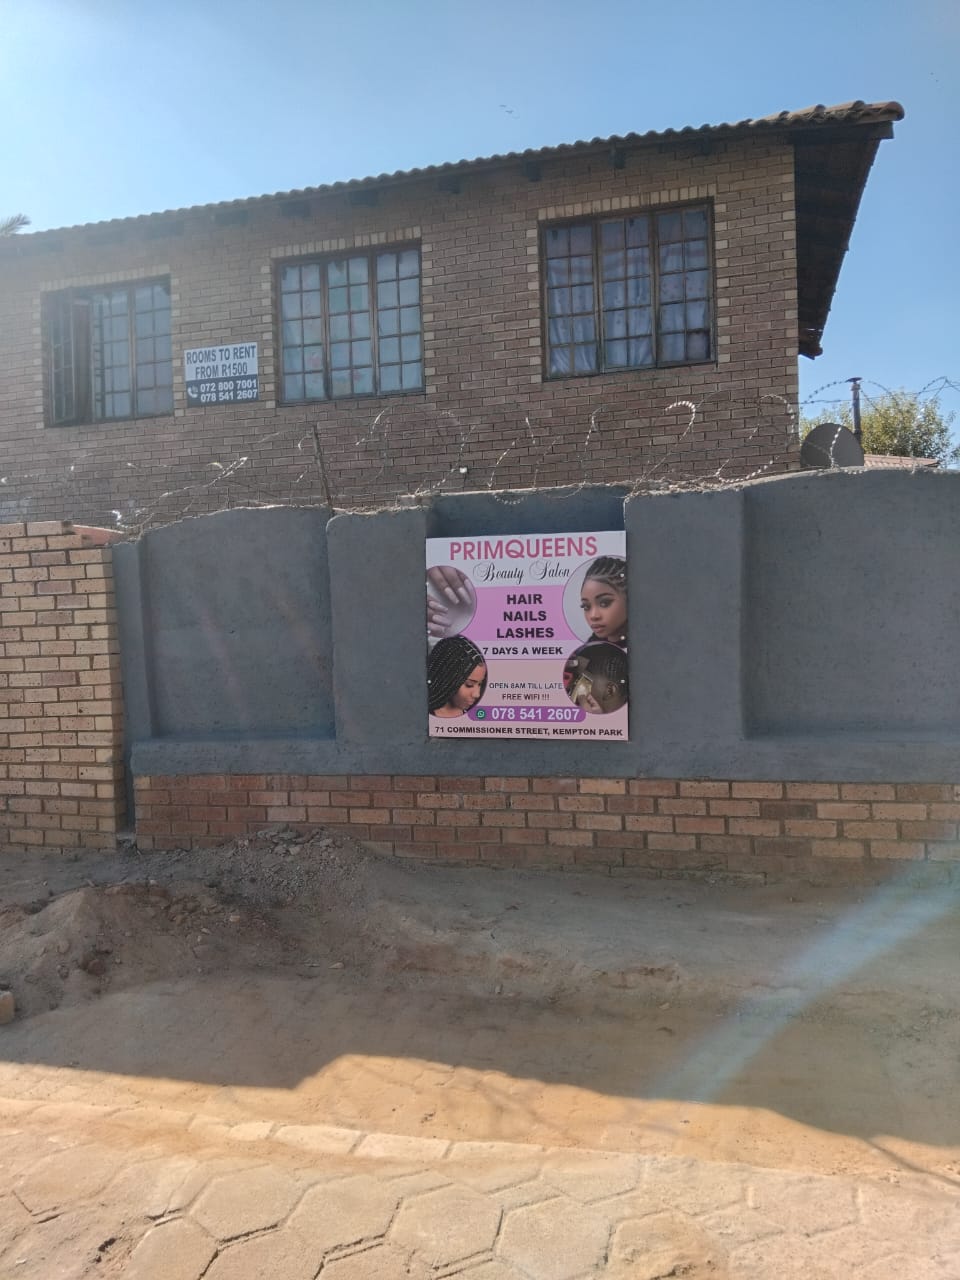 ROOMS TO RENT
FROM R1500
072 800 7001
078 541 2607
PRIMQUEENS
Beauty Salon
HAIR
NAILS
LASHES
7 DAYS A WEEK
OPEN 8AM TILL LATE
FREE WIFI !!!
078 541 2607
71 COMMISSIONER STREET, KEMPTON PARK